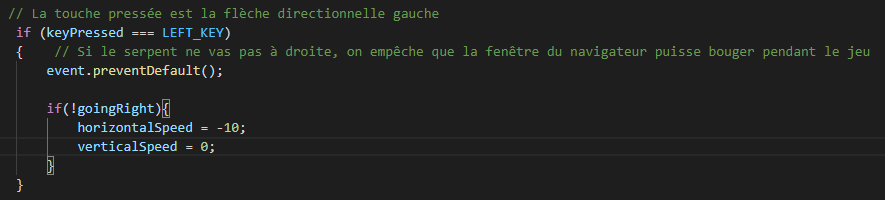 // La touche pressée est la flèche directionnelle gauche
if (keyPressed === LEFT_KEY)
{    // Si le serpent ne vas pas à droite, on empêche que la fenêtre du navigateur puisse bouger pendant le jeu
    event.preventDefault();
    if(!goingRight){
        horizontalSpeed = -10;
        verticalSpeed = 0;
    }
}